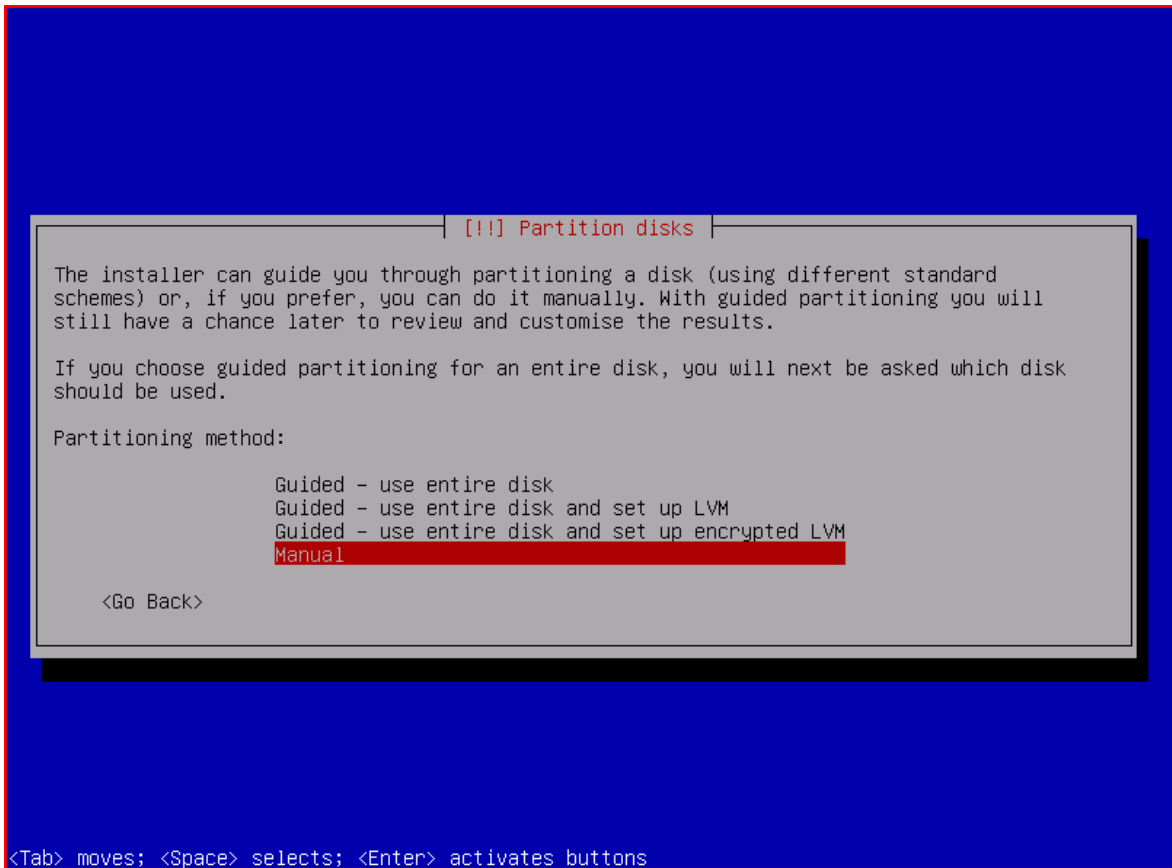 [!!] Partition disks
The installer can guide you through partitioning a disk (using different standard
schemes) or, if you prefer, you can do it manually. With guided partitioning you will
still have a chance later to review and customise the results.
If you choose guided partitioning for an entire disk, you will next be asked which disk
should be used.
Partitioning method:
Guided – use entire disk
Guided – use entire disk and set up LVM
Guided – use entire disk and set up encrypted LVM
Manual
<Go Back>
<Tab> moves; <Space> selects; <Enter> activates buttons